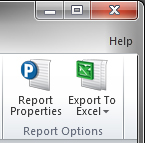 Help
Report Properties
Export To Excel
Report Options